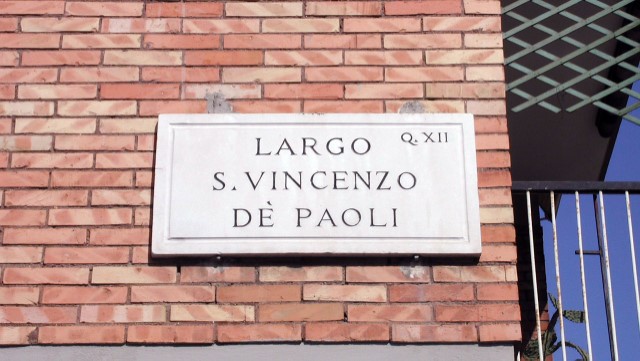 LARGO Q. XII
S. VINCENZO
DÈ PAOLI